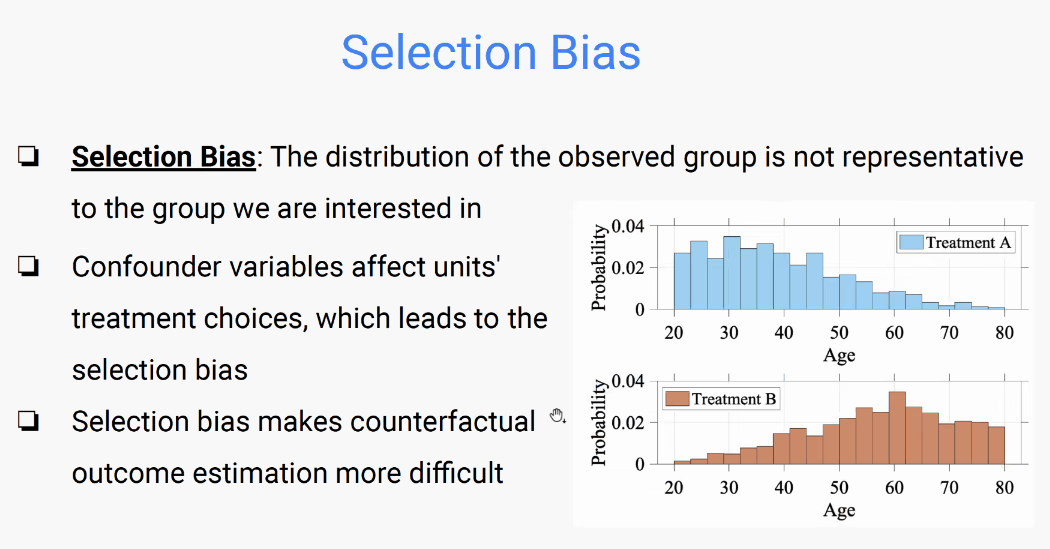 Selection Bias
Selection Bias: The distribution of the observed group is not representative
to the group we are interested in
Confounder variables affect units'
treatment choices, which leads to the
selection bias
Selection bias makes counterfactual
outcome estimation more difficult
Probability
0.04
0.02
0
Treatment A
20 30 40 50 60 70 80
Age
Probability
0.04
0.02
0
Treatment B
20 30 40 50 60 70 80
Age